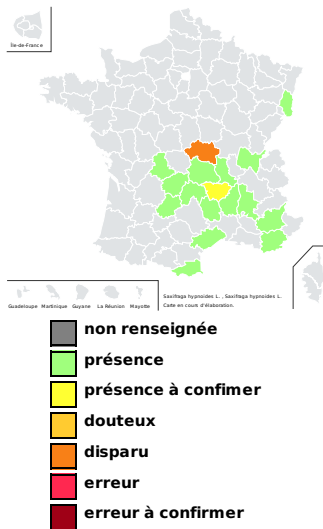 Île-de-France
Guadeloupe Martinique Guyane La Réunion Mayotte
Saxifraga hypnoides L. , Saxifraga hypnoides L.
Carte en cours d'élaboration.
non renseignée
présence
présence à confimer
douteux
disparu
erreur
erreur à confirmer